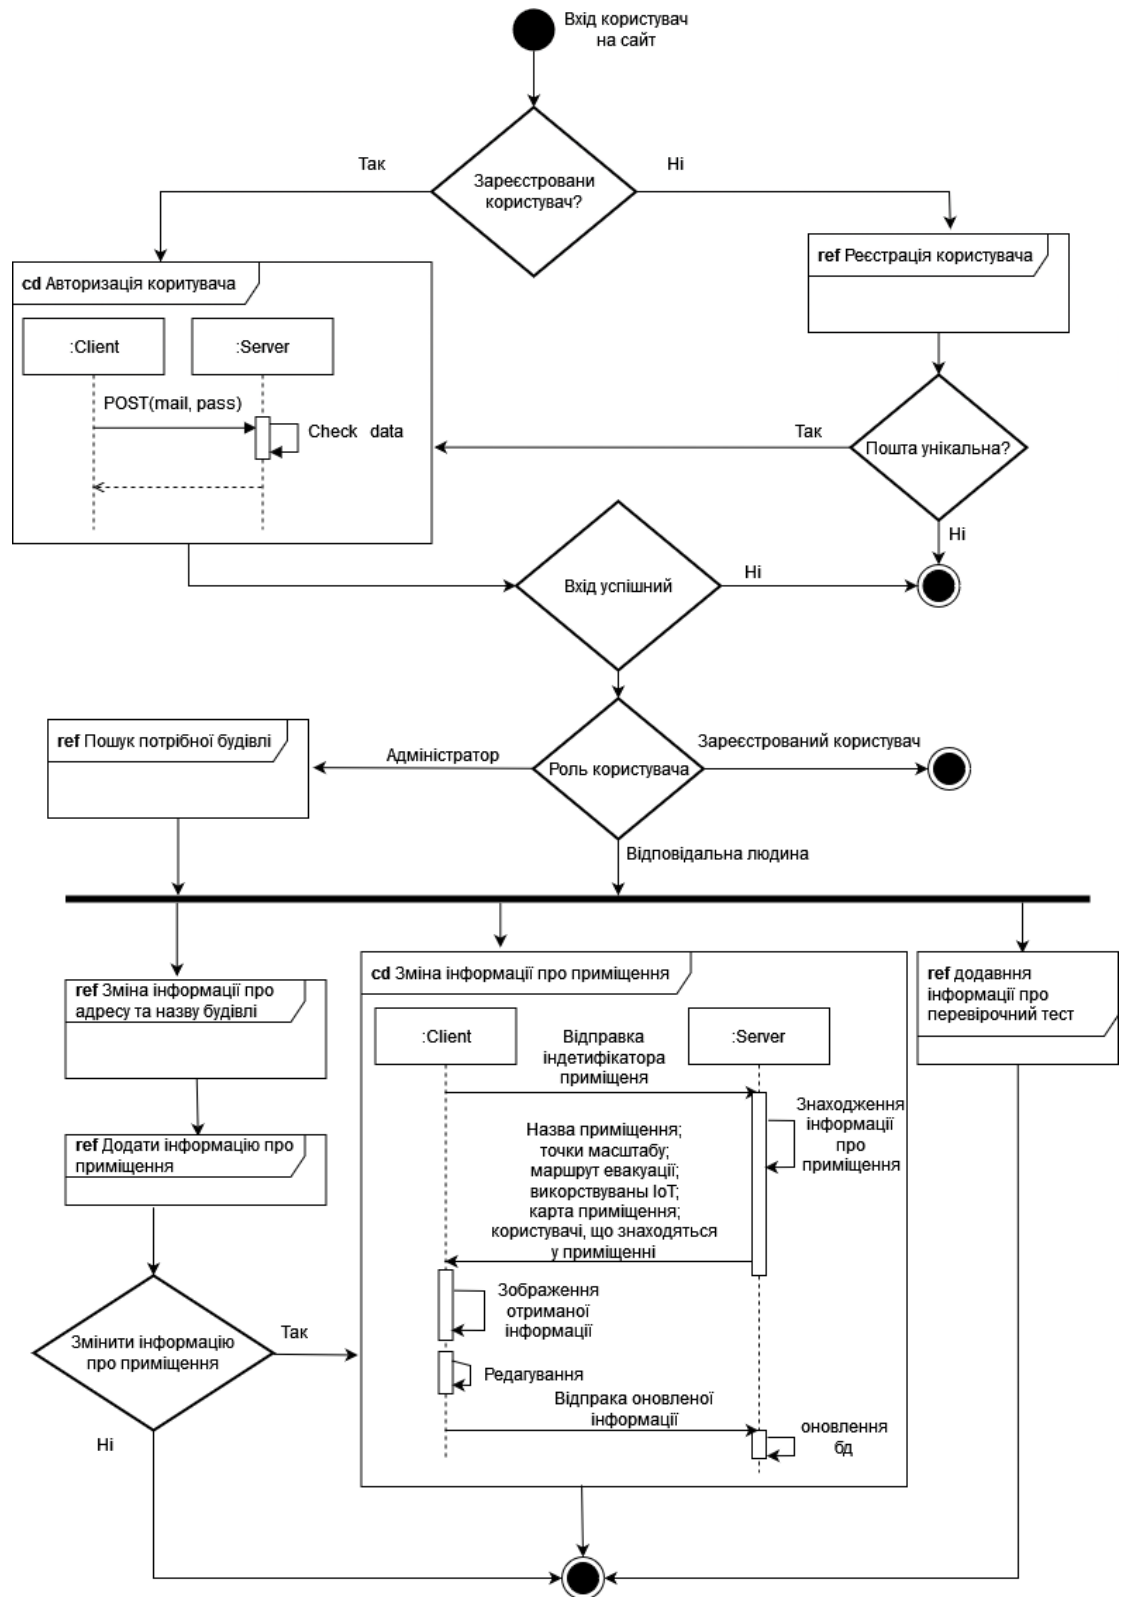 Вхід користувач
на сайт
Так
Ні
Зареєстровани
користувач?
ref Реєстрація користувача
cd Авторизація коритувача
:Client
:Server
POST(mail, pass)
Check data
Так
Пошта унікальна?
Ні
Вхід успішний
Ні
ref Пошук потрібної будівлі
Адміністратор
Роль користувача
Зареєстрований користувач
Відповідальна людина
ref Зміна інформації про
адресу та назву будівлі
cd Зміна інформації про приміщення
ref додавння
інформації про
перевірочний тест
:Client
Відправка
індетифікатора
приміщеня
:Server
Знаходження
інформації
про
приміщення
Назва приміщення;
точки масштабу;
маршрут евакуації;
викорствуваны IoT;
карта приміщення;
користувачі, що знаходяться
у приміщенні
ref Додати інформацію про
приміщення
Зображення
отриманої
інформації
Змінити інформацію
про приміщення
Так
Редагування
Відпрака оновленої
інформації
оновлення
бд
Ні